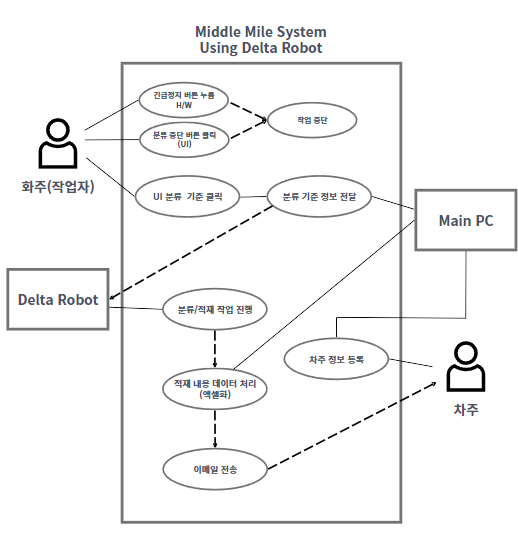 Middle Mile System
Using Delta Robot
긴급정지 버튼 누름
H/W
작업 중단
분류 중단 버튼 클릭
(UI)
화주(작업자)
UI 분류 기준 클릭
분류 기준 정보 전달
Main PC
Delta Robot
분류/적재 작업 진행
차주 정보 등록
적재 내용 데이터 처리
(엑셀화)
차주
이메일 전송